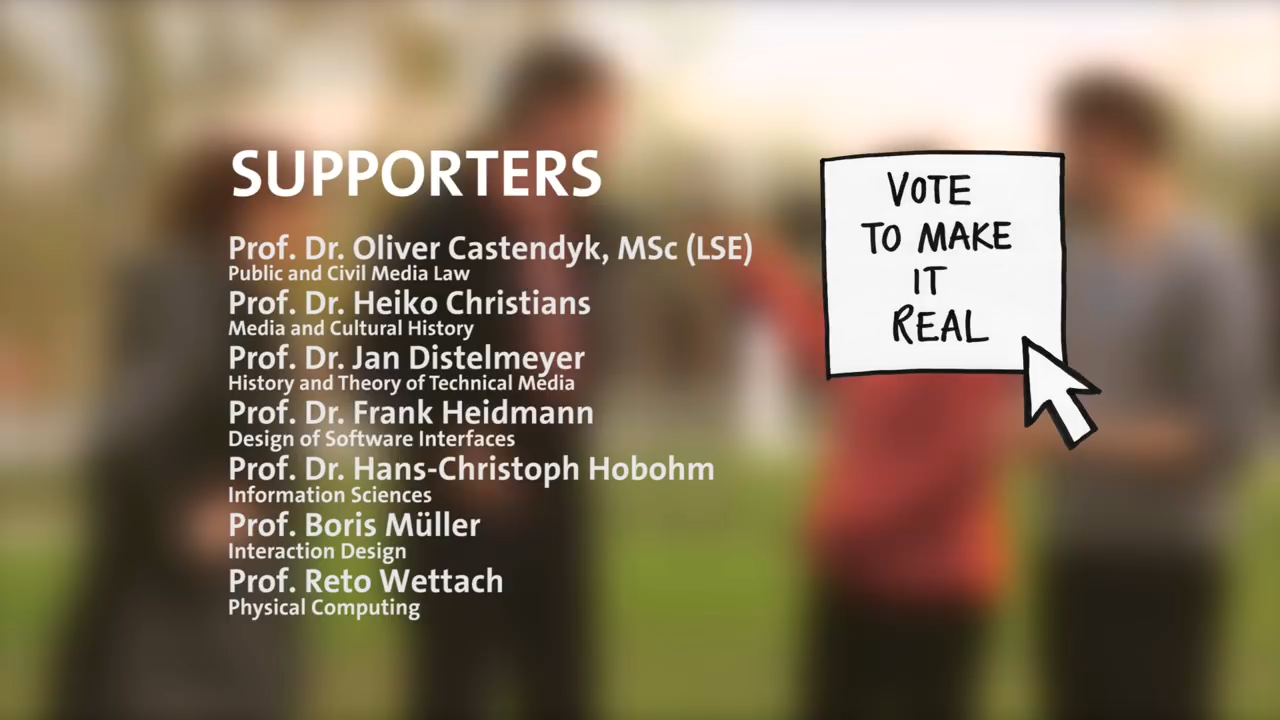 SUPPORTERS
Prof. Dr. Oliver Castendyk, MSc (LSE)
Public and Civil Media Law
Prof. Dr. Heiko Christians
Media and Cultural History
Prof. Dr. Jan Distelmeyer
History and Theory of Technical Media
Prof. Dr. Frank Heidmann
Design of Software Interfaces
Prof. Dr. Hans-Christoph Hobohm
Information Sciences
Prof. Boris Müller
Interaction Design
Prof. Reto Wettach
Physical Computing
VOTE
TO MAKE
IT
REAL